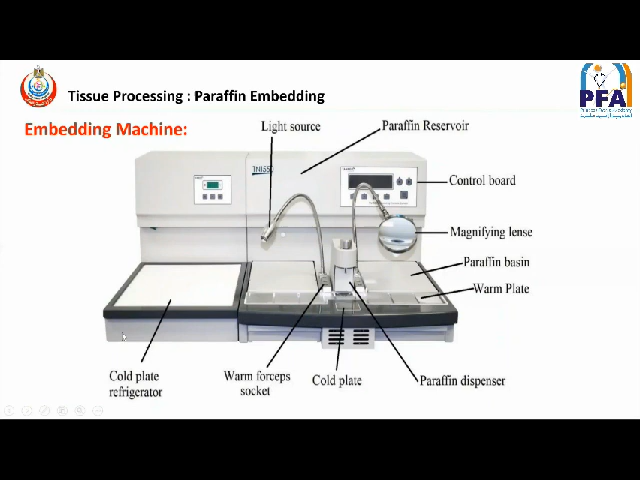 Tissue Processing : Paraffin Embedding
PFA
Embedding Machine:
Light source
Paraffin Reservoir
Control board
Magnifying lense
Paraffin basin
Warm Plate
Cold plate
refrigerator
Warm forceps
socket
Cold plate
Paraffin dispenser